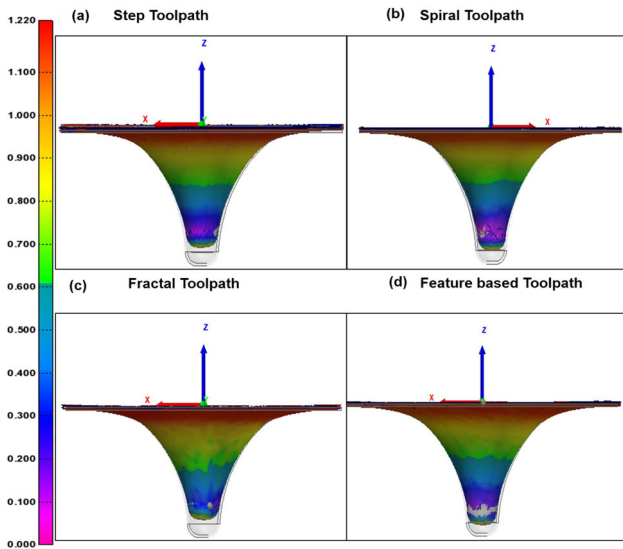 (a) Step Toolpath
(b) Spiral Toolpath
1.220
1.120
1.000
0.900
0.800
0.700
0.600
0.500
0.400
0.300
0.200
0.100
0.000
Z
X
Z
X
(c) Fractal Toolpath
(d) Feature based Toolpath
Z
X
Z
X